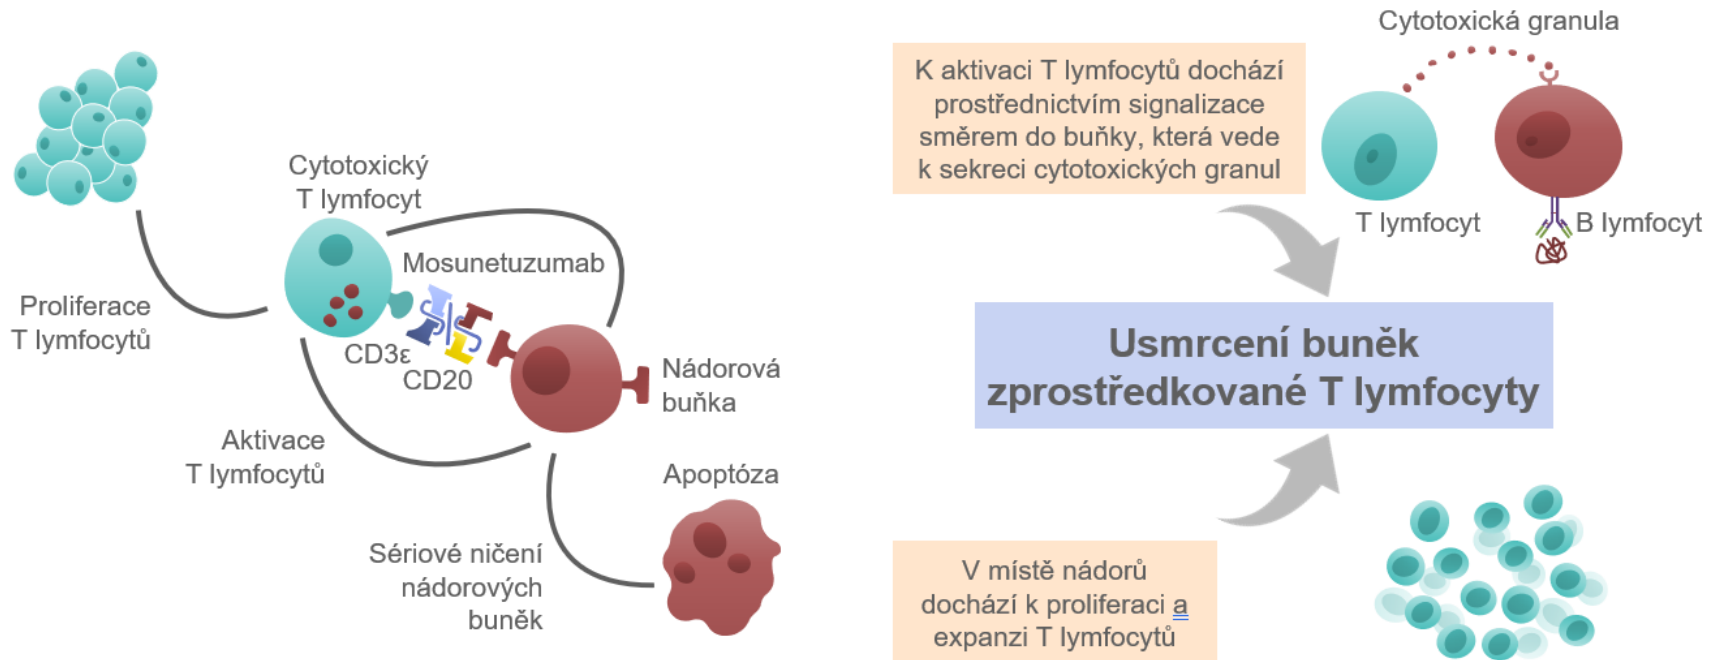 Cytotoxický
T lymfocyt
Mosunetuzumab
Proliferace
T lymfocytů
CD3ε
CD20
Nádorová
buňka
Aktivace
T lymfocytů
Apoptóza
Sériové ničení
nádorových
buněk
Cytotoxická granula
K aktivaci T lymfocytů dochází
prostřednictvím signalizace
směrem do buňky, která vede
k sekreci cytotoxických granul
T lymfocyt
B lymfocyt
Usmrcení buněk
zprostředkované T lymfocyty
V místě nádorů
dochází k proliferaci a
expanzi T lymfocytů